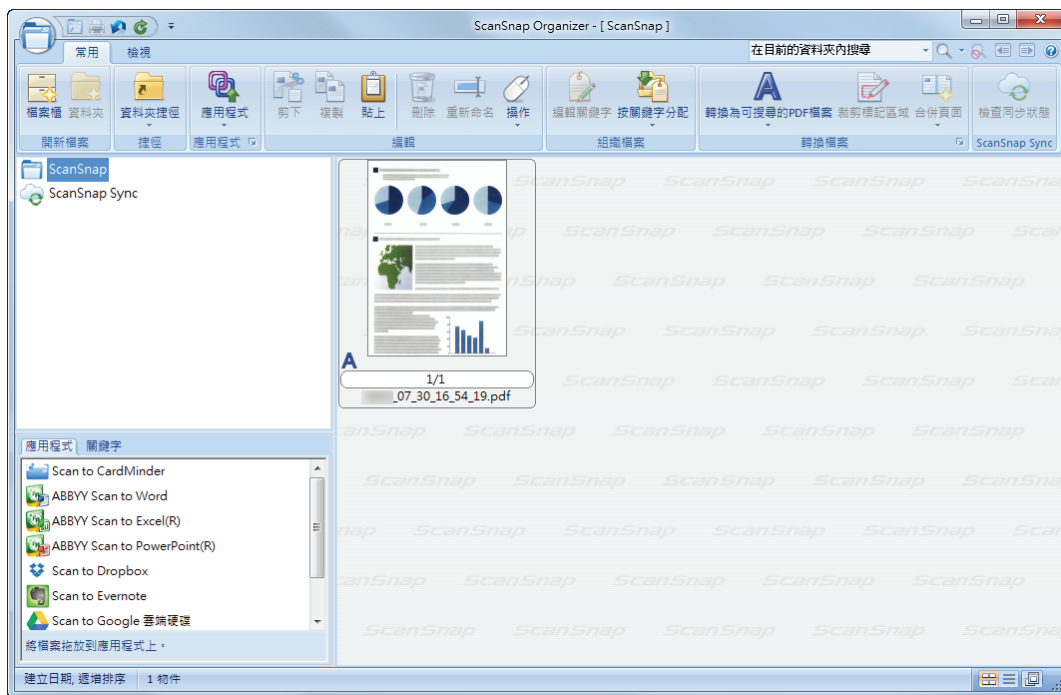 ScanSnap Organizer - [ ScanSnap ]
常用 檢視
在目前的資料夾內搜尋
檔案櫃 資料夾 資料夾捷徑 應用程式 剪下 複製 貼上 刪除 重新命名 操作 編輯關鍵字 按關鍵字分配 轉換為可搜尋的PDF檔案 裁剪標記區域 合併頁面 檢查同步狀態
開新檔案 捷徑 應用程式 編輯 組織檔案 轉換檔案 ScanSnap Sync
ScanSnap
ScanSnap Sync
A
1/1
_07_30_16_54_19.pdf
應用程式 關鍵字
Scan to CardMinder
ABBYY Scan to Word
ABBYY Scan to Excel(R)
ABBYY Scan to PowerPoint(R)
Scan to Dropbox
Scan to Evernote
Scan to Google 雲端硬碟
將檔案拖放到應用程式上。
建立日期, 遞增排序 1 物件